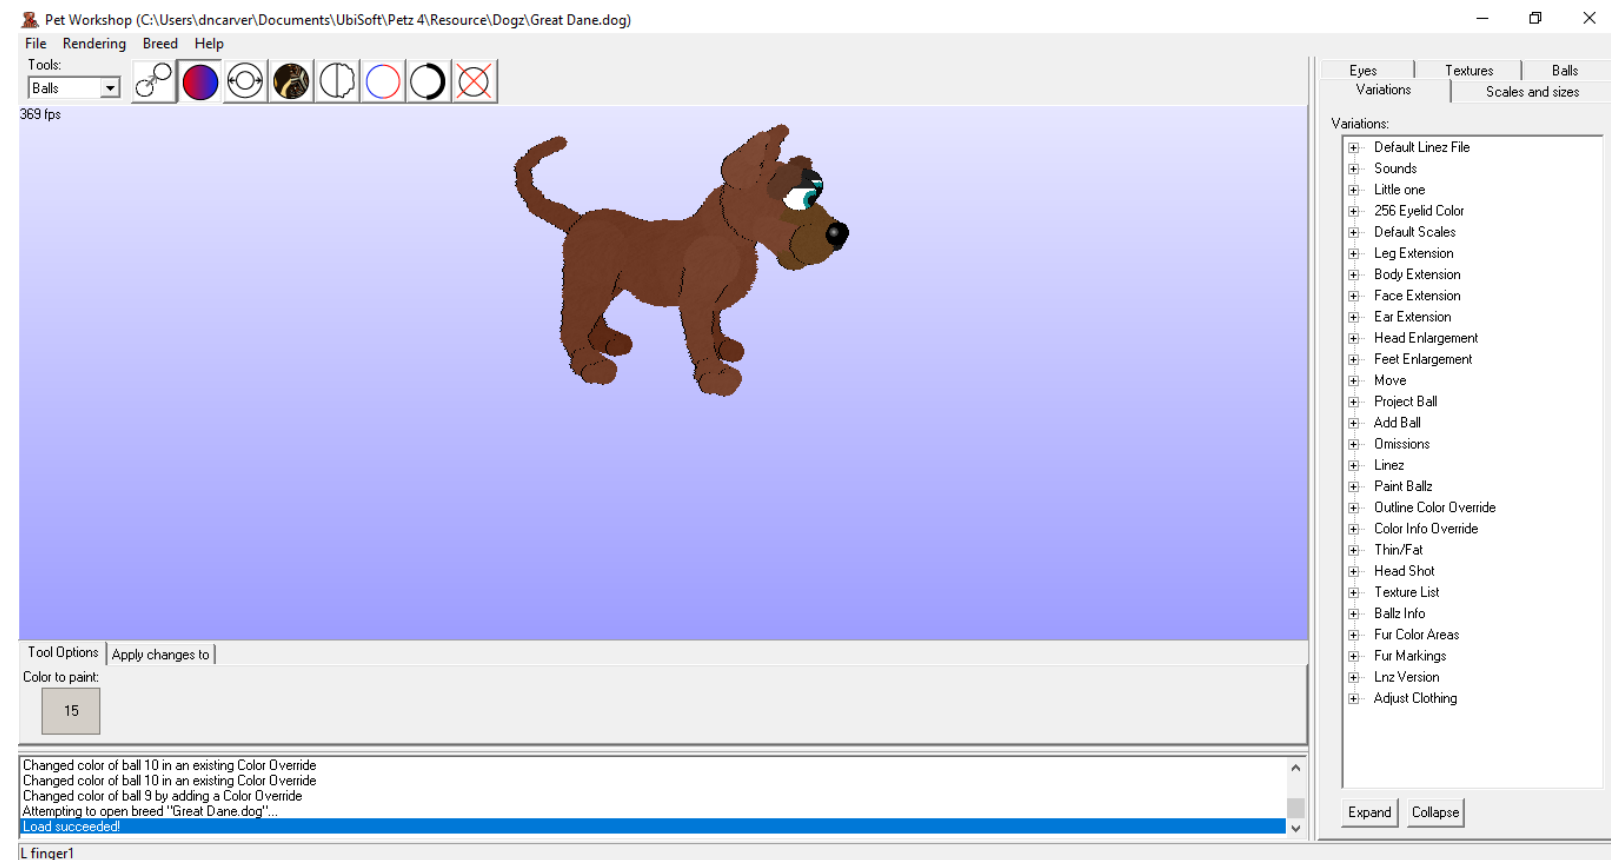 Pet Workshop (C:\Users\dncarver\Documents\UbiSoft\Petz 4\Resource\Dogz\Great Dane.dog)
File Rendering Breed Help
Tools:
Balls
369 fps
Eyes Textures Balls
Variations Scales and sizes
Variations:
Default Linez File
Sounds
Little one
256 Eyelid Color
Default Scales
Leg Extension
Body Extension
Face Extension
Ear Extension
Head Enlargement
Feet Enlargement
Move
Project Ball
Add Ball
Omissions
Linez
Paint Ballz
Outline Color Override
Color Info Override
Thin/Fat
Head Shot
Texture List
Ballz Info
Fur Color Areas
Fur Markings
Lnz Version
Adjust Clothing
Expand Collapse
Tool Options Apply changes to
Color to paint:
15
Changed color of ball 10 in an existing Color Override
Changed color of ball 10 in an existing Color Override
Changed color of ball 9 by adding a Color Override
Attempting to open breed "Great Dane.dog"...
Load succeeded!
L finger1